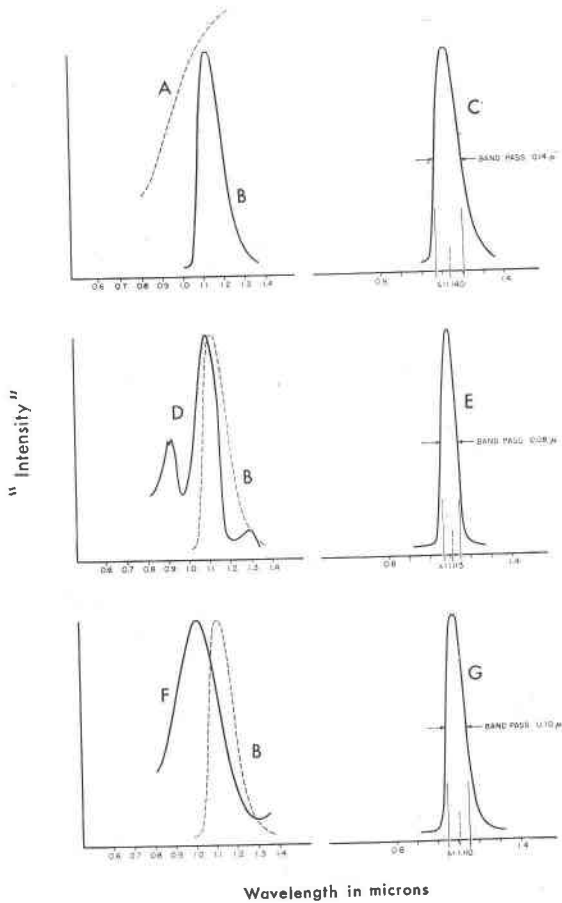 A
B
C
BAND PASS 0.14 μ
0.6 0.7 0.8 0.9 1.0 1.1 1.2 1.3 1.4
0.8
1.4
D
B
E
BAND PASS 0.08 μ
0.6 0.7 0.8 0.9 1.0 1.1 1.2 1.3 1.4
0.8
1.4
"Intensity"
F
B
G
BAND PASS 0.10 μ
0.6 0.7 0.8 0.9 1.0 1.1 1.2 1.3 1.4
0.8
1.4
Wavelength in microns